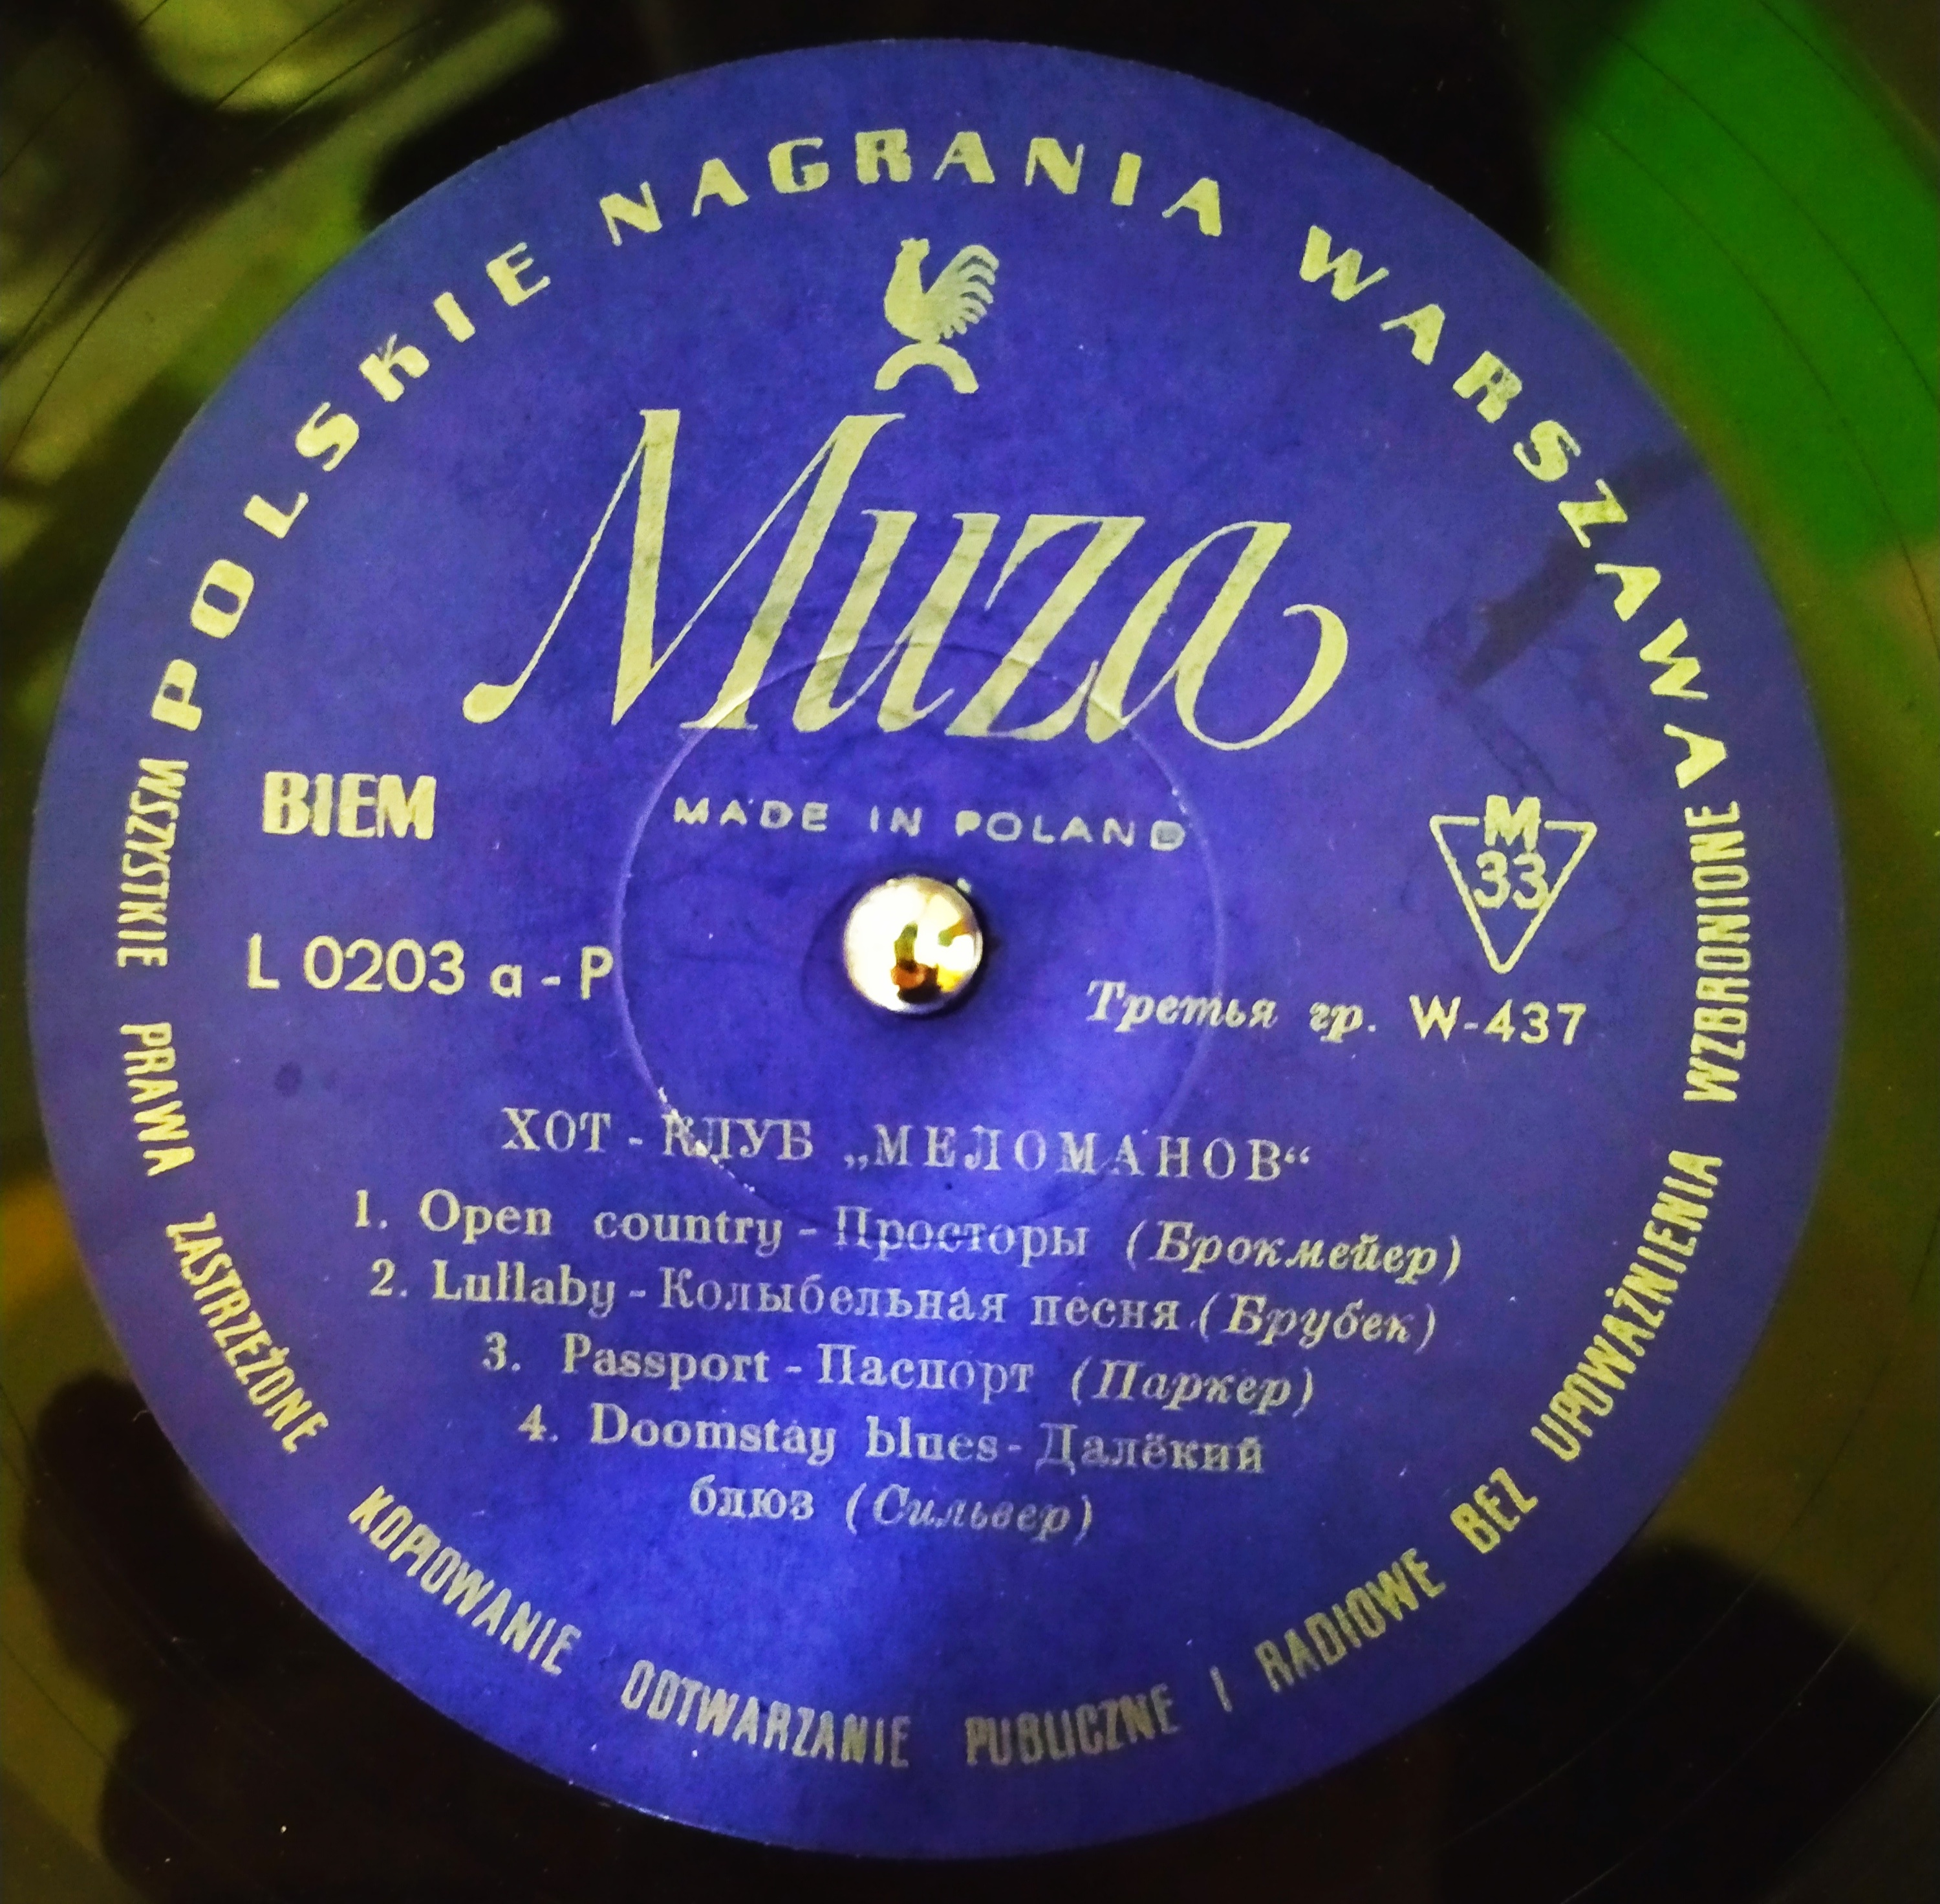 POLSKIE NAGRANIA WARSZAWA
Muza
BIEM
MADE IN POLAND
M
33
L 0203 a - P
Третья гр. W-437
ХОТ - КЛУБ „МЕЛОМАНОВ“
1. Open country - Просторы (Брокмейер)
2. Lullaby - Колыбельная песня (Брубек)
3. Passport - Паспорт (Паркер)
4. Doomstay blues - Далёкий
блюз (Сильвер)
WSZYSTKIE PRAWA ZASTRZEŻONE KOPIOWANIE ODTWARZANIE PUBLICZNE I RADIOWE BEZ UPOWAŻNIENIA WZBRONIONE